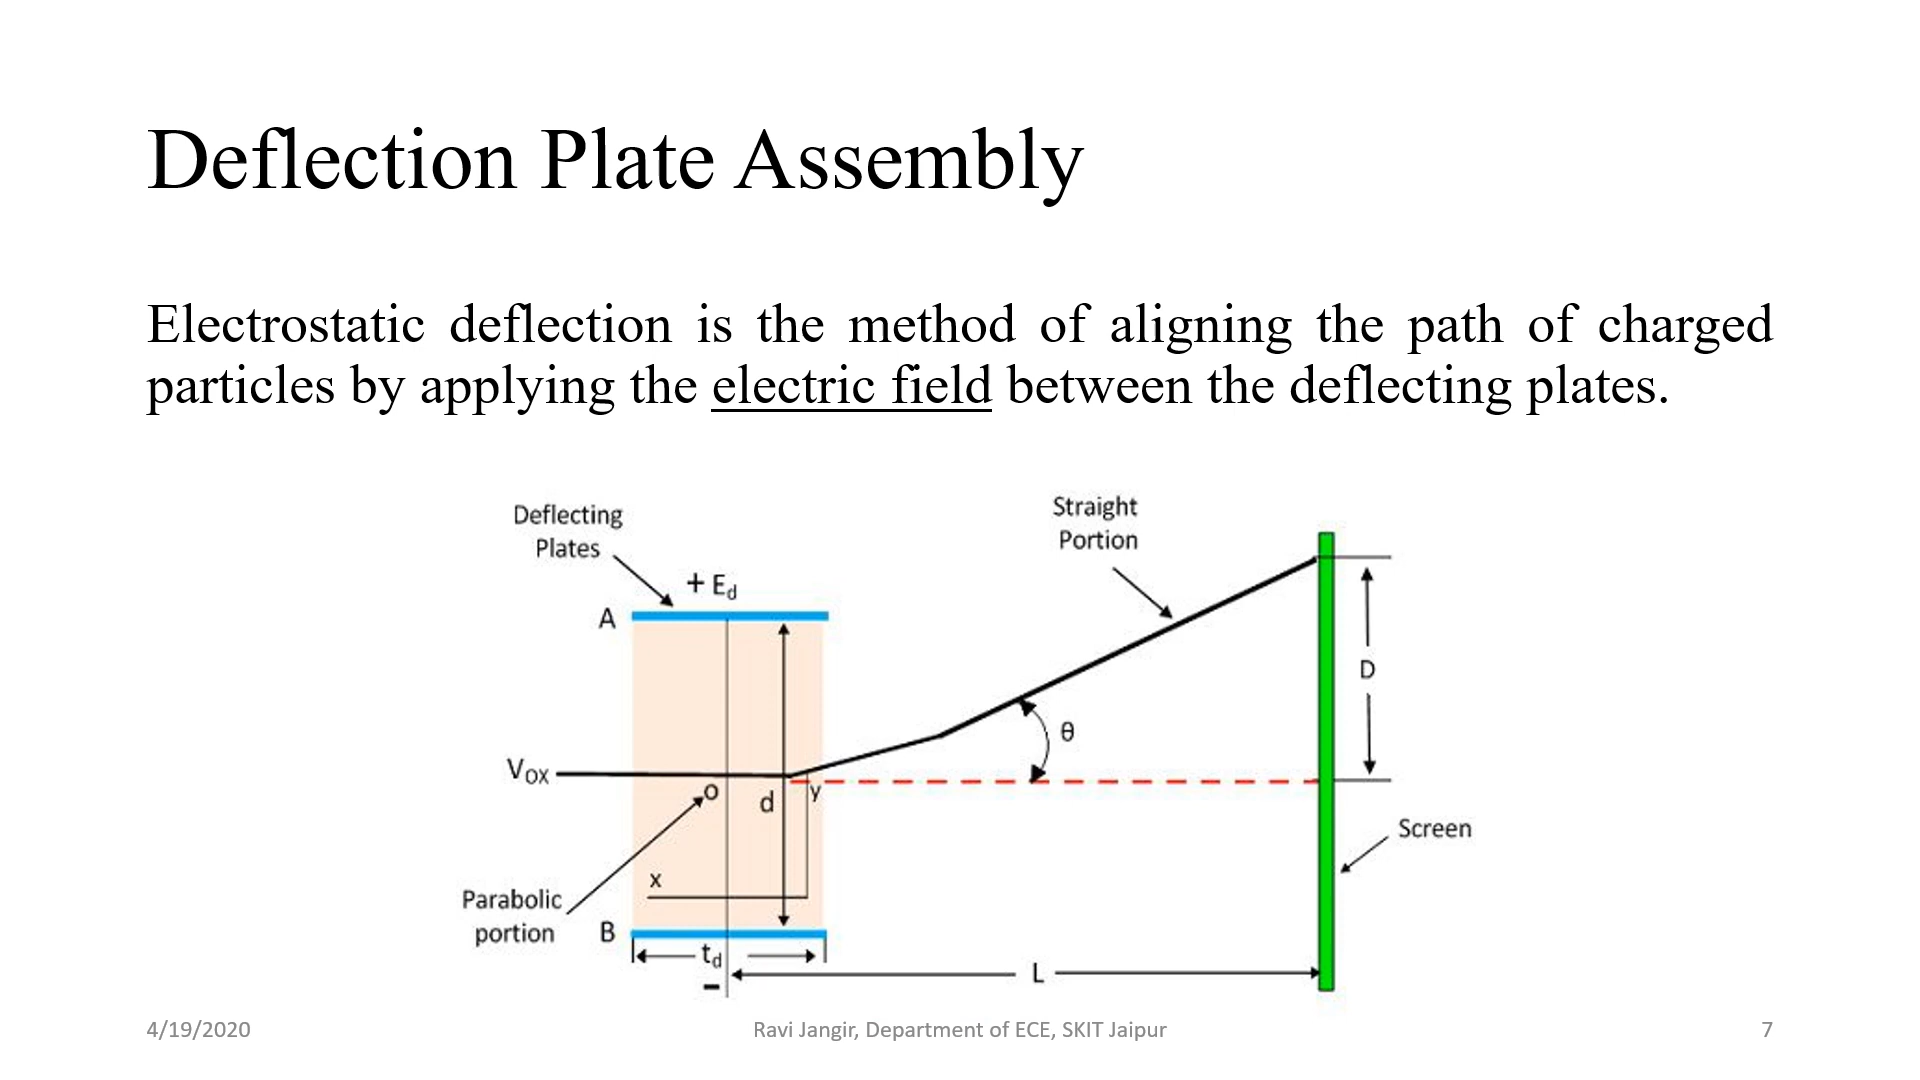 Deflection Plate Assembly
Electrostatic deflection is the method of aligning the path of charged
particles by applying the electric field between the deflecting plates.
Deflecting
Plates
Straight
Portion
+ Ed
A
D
θ
VOX
o
d
y
Screen
x
Parabolic
portion
B
td
L
-
4/19/2020
Ravi Jangir, Department of ECE, SKIT Jaipur
7